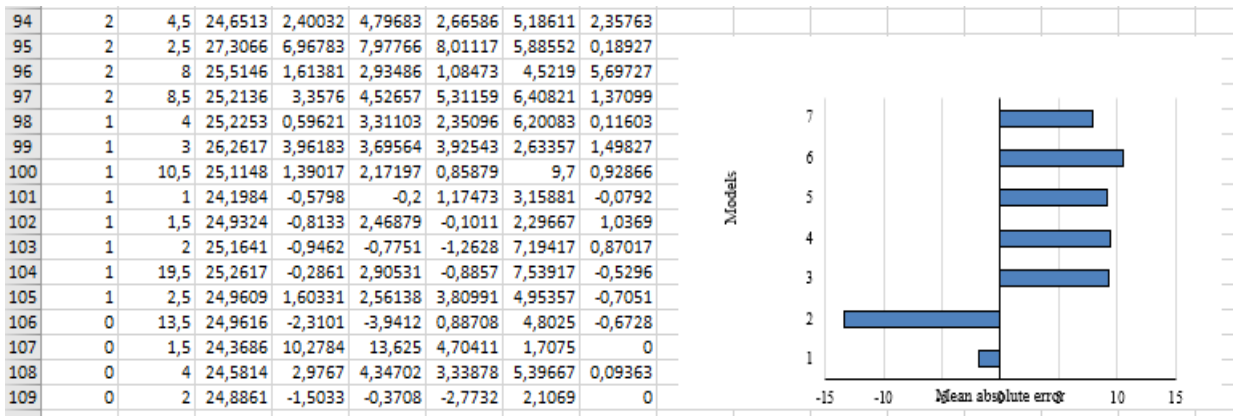 94 2 4,5 24,6513 2,40032 4,79683 2,66586 5,18611 2,35763
95 2 2,5 27,3066 6,96783 7,97766 8,01117 5,88552 0,18927
96 2 8 25,5146 1,61381 2,93486 1,08473 4,5219 5,69727
97 2 8,5 25,2136 3,3576 4,52657 5,31159 6,40821 1,37099
98 1 4 25,2253 0,59621 3,31103 2,35096 6,20083 0,11603
99 1 3 26,2617 3,96183 3,69564 3,92543 2,63357 1,49827
100 1 10,5 25,1148 1,39017 2,17197 0,85879 9,7 0,92866
101 1 1 24,1984 -0,5798 -0,2 1,17473 3,15881 -0,0792
102 1 1,5 24,9324 -0,8133 2,46879 -0,1011 2,29667 1,0369
103 1 2 25,1641 -0,9462 -0,7751 -1,2628 7,19417 0,87017
104 1 19,5 25,2617 -0,2861 2,90531 -0,8857 7,53917 -0,5296
105 1 2,5 24,9609 1,60331 2,56138 3,80991 4,95357 -0,7051
106 0 13,5 24,9616 -2,3101 -3,9412 0,88708 4,8025 -0,6728
107 0 1,5 24,3686 10,2784 13,625 4,70411 1,7075 0
108 0 4 24,5814 2,9767 4,34702 3,33878 5,39667 0,09363
109 0 2 24,8861 -1,5033 -0,3708 -2,7732 2,1069 0
Models
7
6
5
4
3
2
1
-15 -10 10 15
Mean absolute error